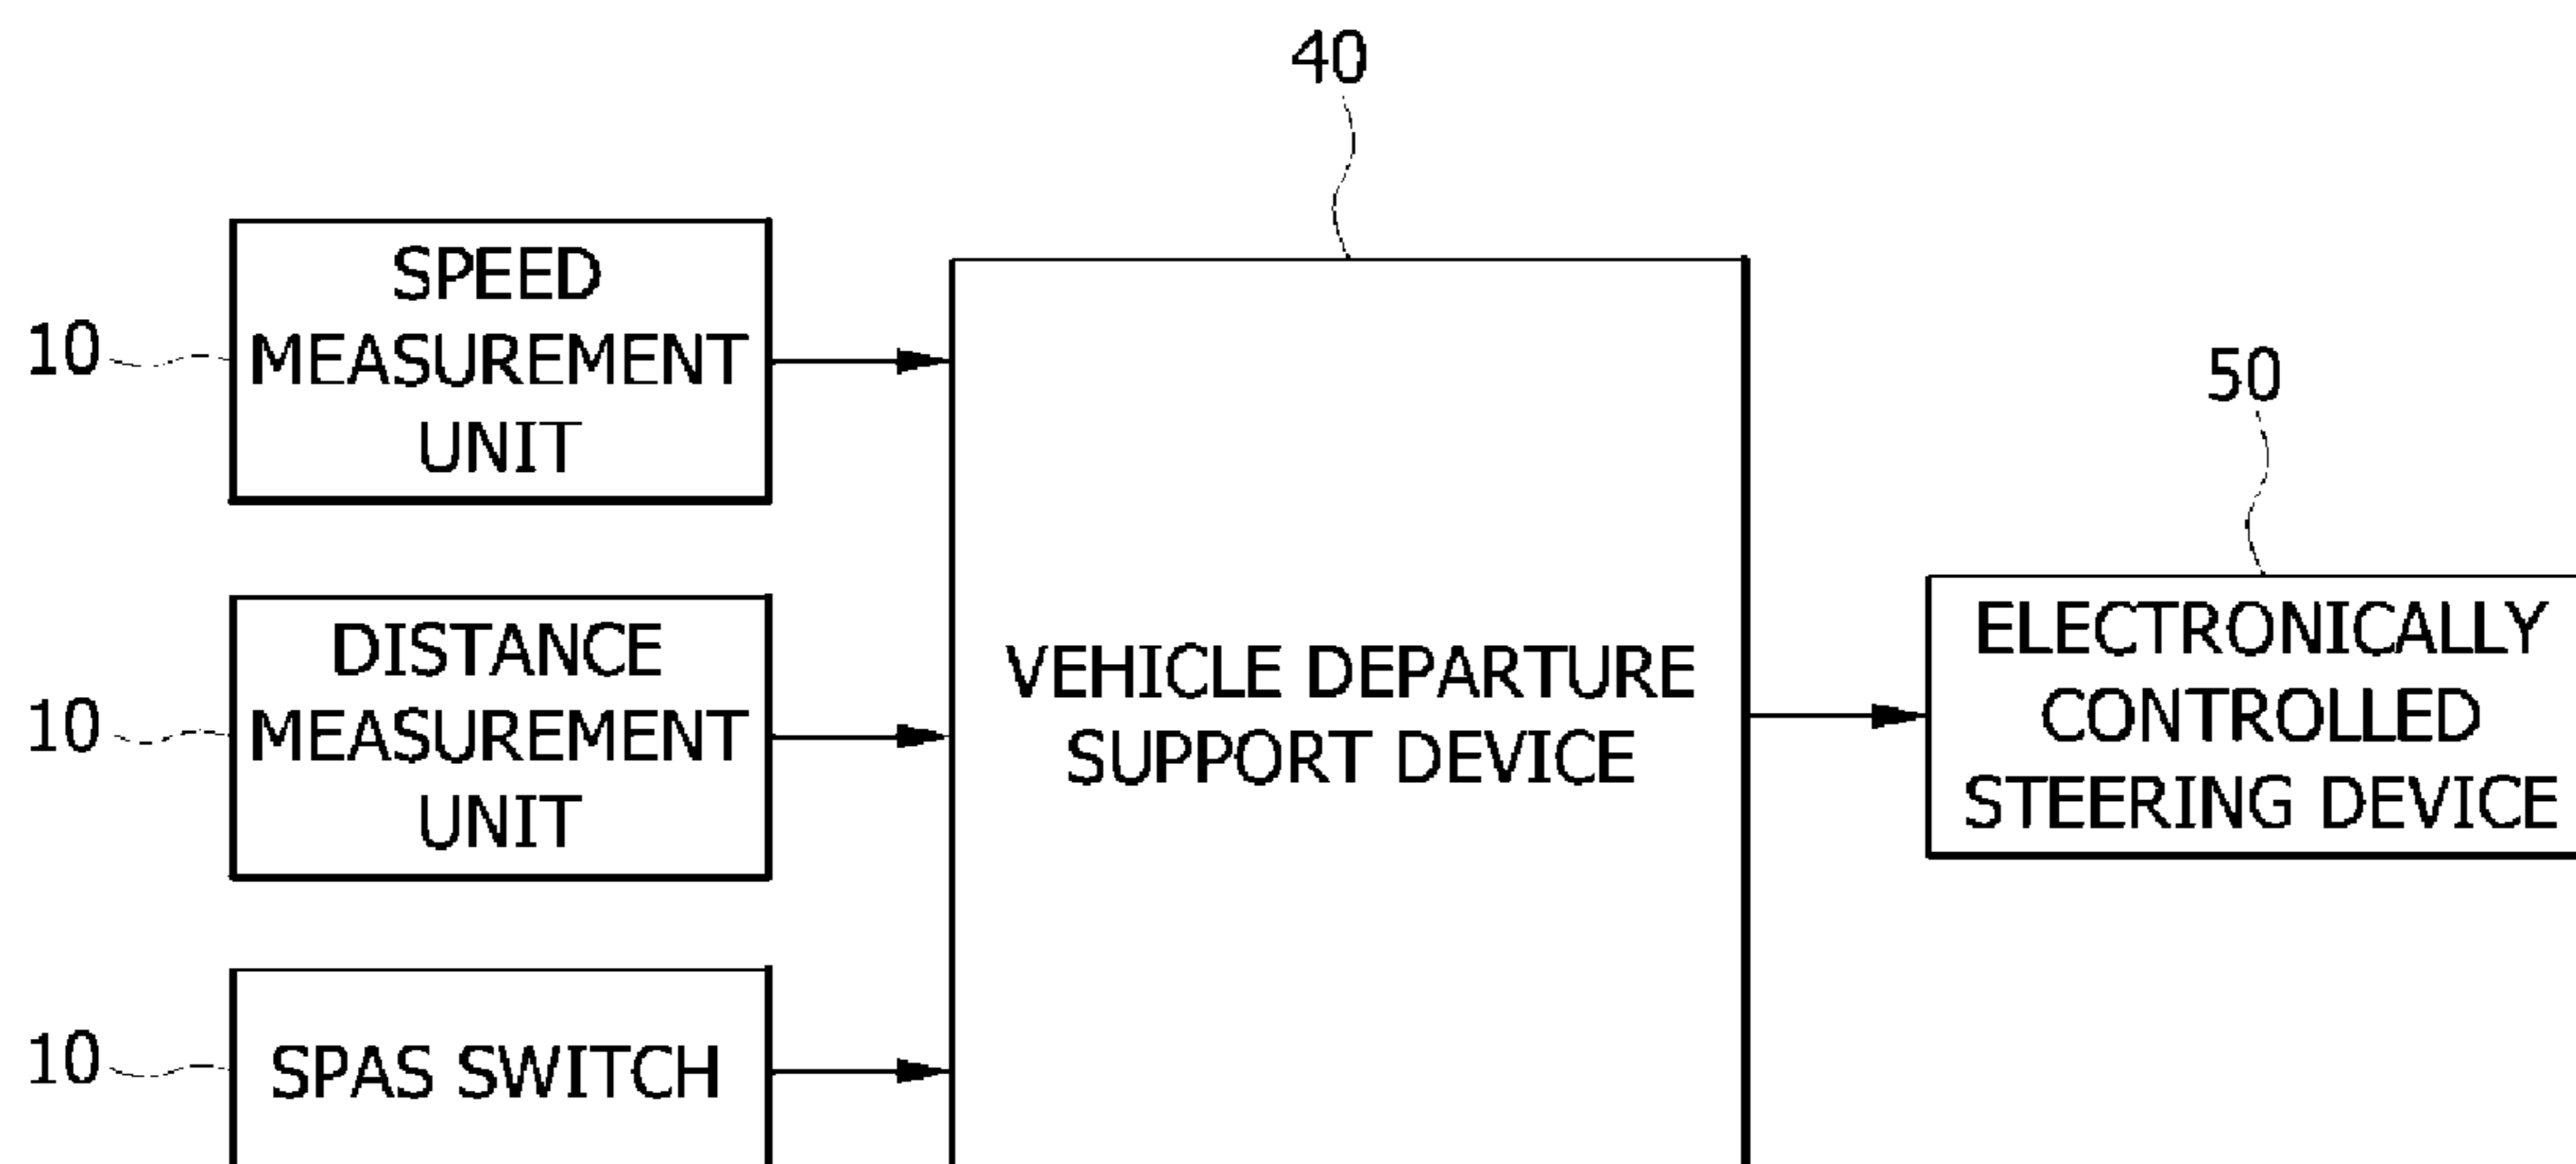 40
10
SPEED
MEASUREMENT
UNIT
50
10
DISTANCE
MEASUREMENT
UNIT
VEHICLE DEPARTURE
SUPPORT DEVICE
ELECTRONICALLY
CONTROLLED
STEERING DEVICE
10
SPAS SWITCH